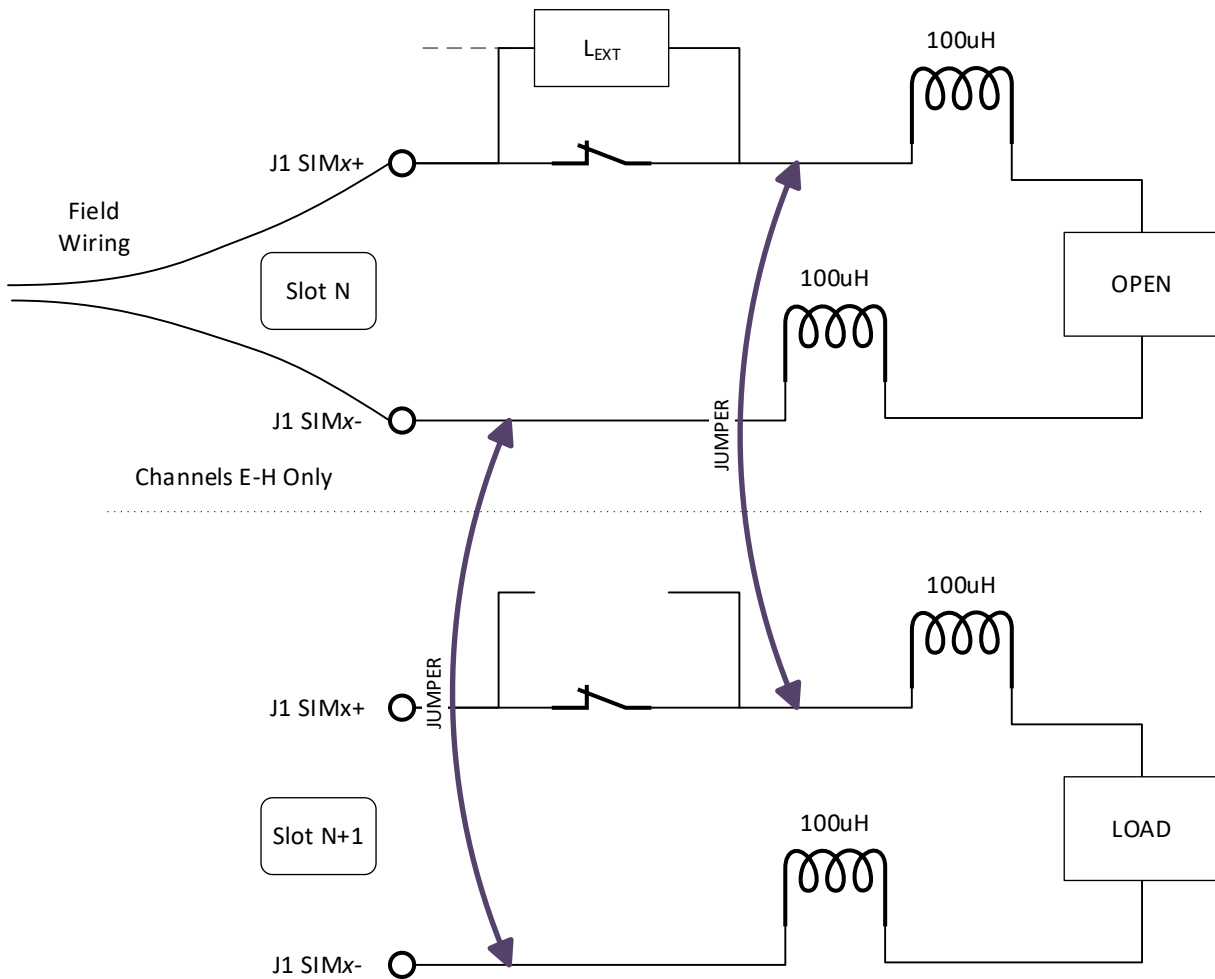 L_EXT
100uH
J1 SIMx+
Field
Wiring
Slot N
100uH
OPEN
J1 SIMx-
JUMPER
Channels E-H Only
100uH
JUMPER
J1 SIMx+
Slot N+1
100uH
LOAD
J1 SIMx-